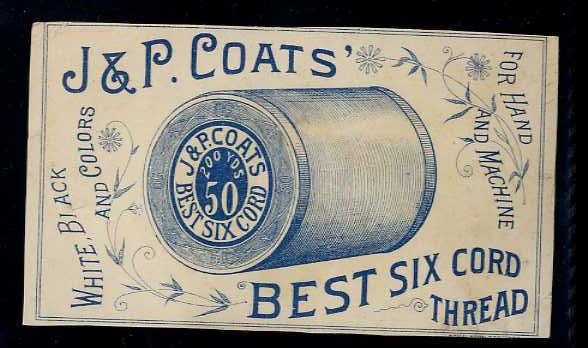 J & P. COATS'
FOR HAND
AND MACHINE
WHITE, BLACK
AND COLORS
J & P. COATS
200 YDS
50
BEST SIX CORD
BEST SIX CORD
THREAD